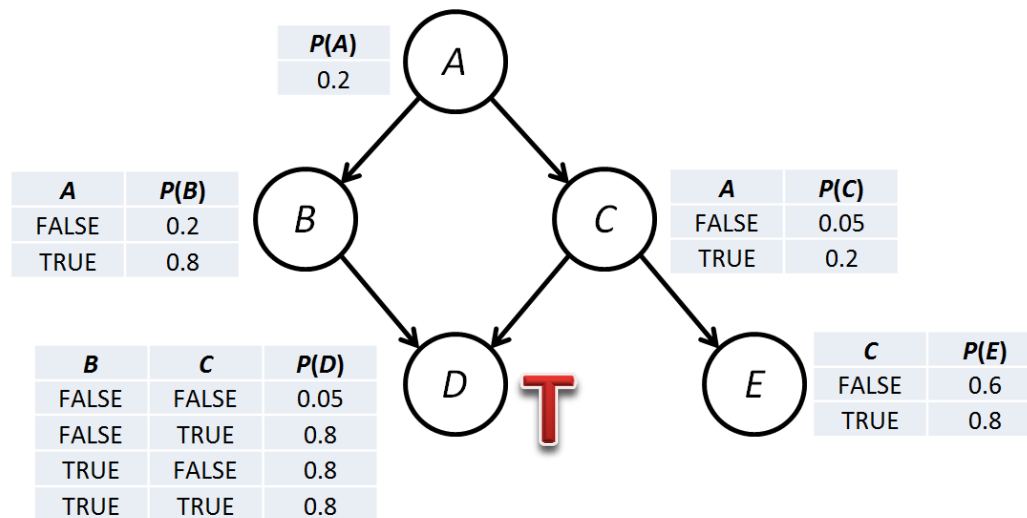 P(A)
0.2
A
A P(B)
FALSE 0.2
TRUE 0.8
B
C
A P(C)
FALSE 0.05
TRUE 0.2
B C P(D)
FALSE FALSE 0.05
FALSE TRUE 0.8
TRUE FALSE 0.8
TRUE TRUE 0.8
D
T
E
C P(E)
FALSE 0.6
TRUE 0.8